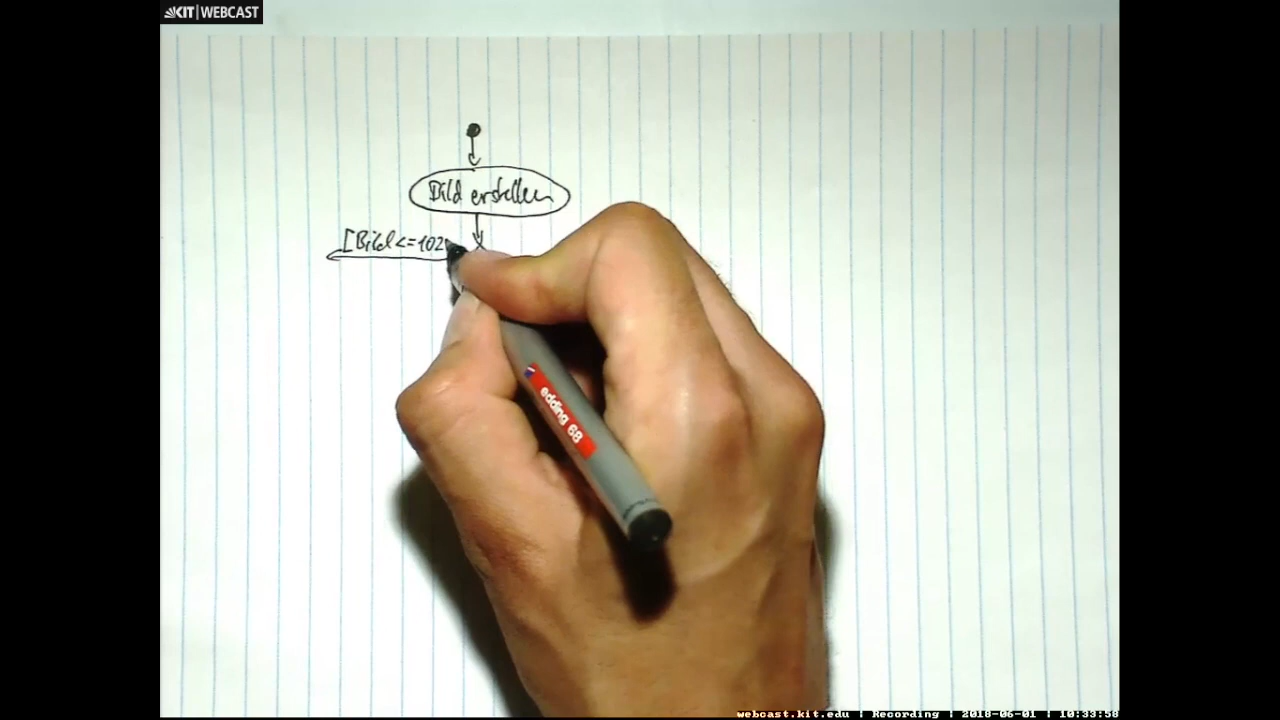 KIT WEBCAST
Bild erstellen
[Bild<=102
edding 68
webcast.kit.edu | Recording | 2018-06-01 | 10:33:58